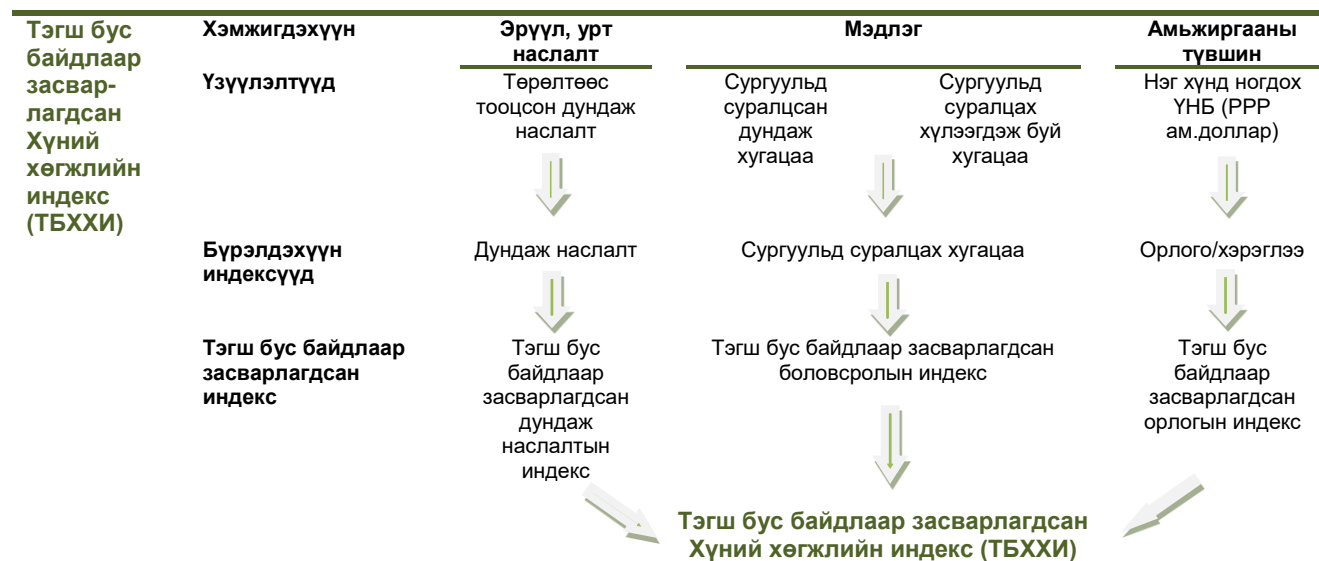 Тэгш бус
байдлаар
засвар-
лагдсан
Хүний
хөгжлийн
индекс
(ТБХХИ)
Хэмжигдэхүүн
Эрүүл, урт
наслалт
Мэдлэг
Амьжиргааны
түвшин
Үзүүлэлтүүд
Төрөлтөөс
тооцсон дундаж
наслалт
Сургуульд
суралцсан
дундаж
хугацаа
Сургуульд
суралцах
хүлээгдэж буй
хугацаа
Нэг хүнд ногдох
ҮНБ (PPP
ам.доллар)
Бүрэлдэхүүн
индексүүд
Дундаж наслалт
Сургуульд суралцах хугацаа
Орлого/хэрэглээ
Тэгш бус байдлаар
засварлагдсан
индекс
Тэгш бус
байдлаар
засварлагдсан
дундаж
наслалтын
индекс
Тэгш бус байдлаар засварлагдсан
боловсролын индекс
Тэгш бус
байдлаар
засварлагдсан
орлогын индекс
Тэгш бус байдлаар засварлагдсан
Хүний хөгжлийн индекс (ТБХХИ)